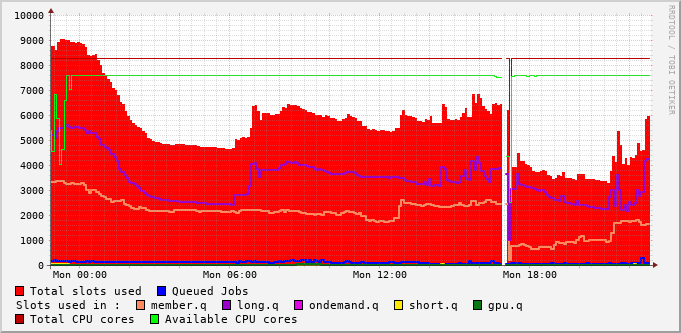 10000
9000
8000
7000
6000
5000
4000
3000
2000
1000
0
Mon 00:00 Mon 06:00 Mon 12:00 Mon 18:00
RRDTOOL / TOBI OETIKER
Total slots used Queued Jobs
Slots used in : member.q long.q ondemand.q short.q gpu.q
Total CPU cores Available CPU cores